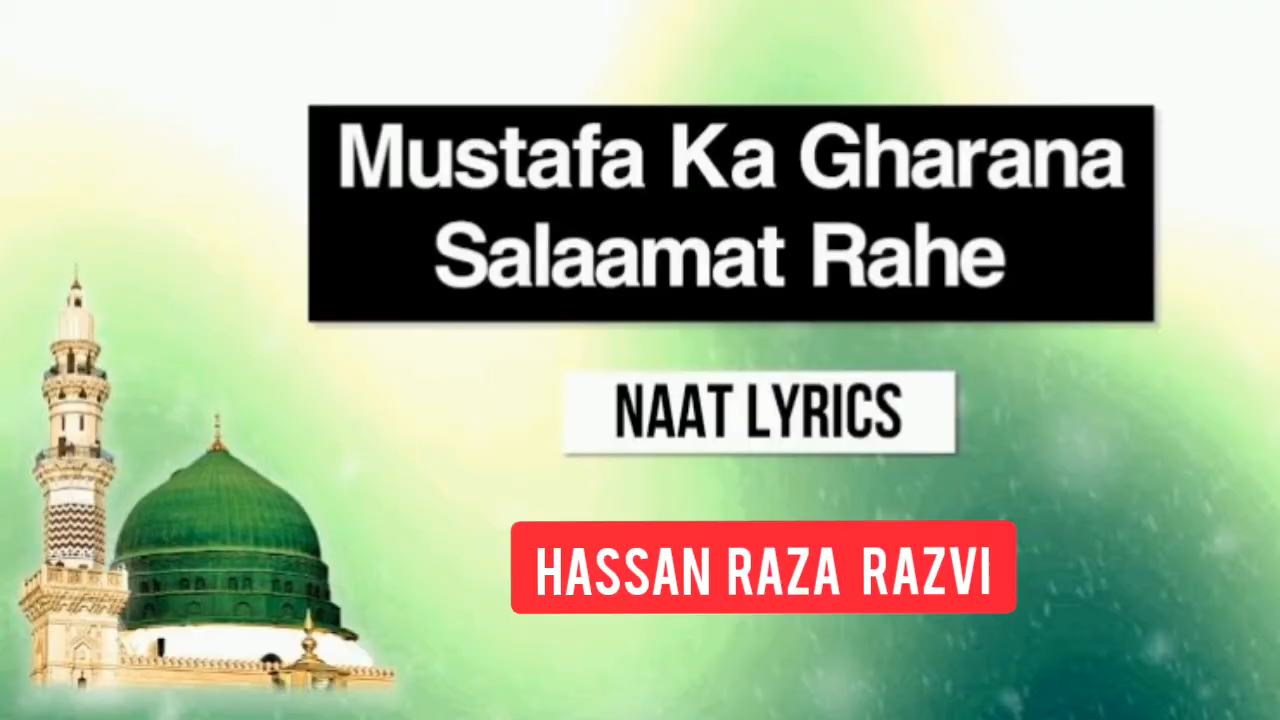 Mustafa Ka Gharana
Salaamat Rahe
NAAT LYRICS
HASSAN RAZA RAZVI